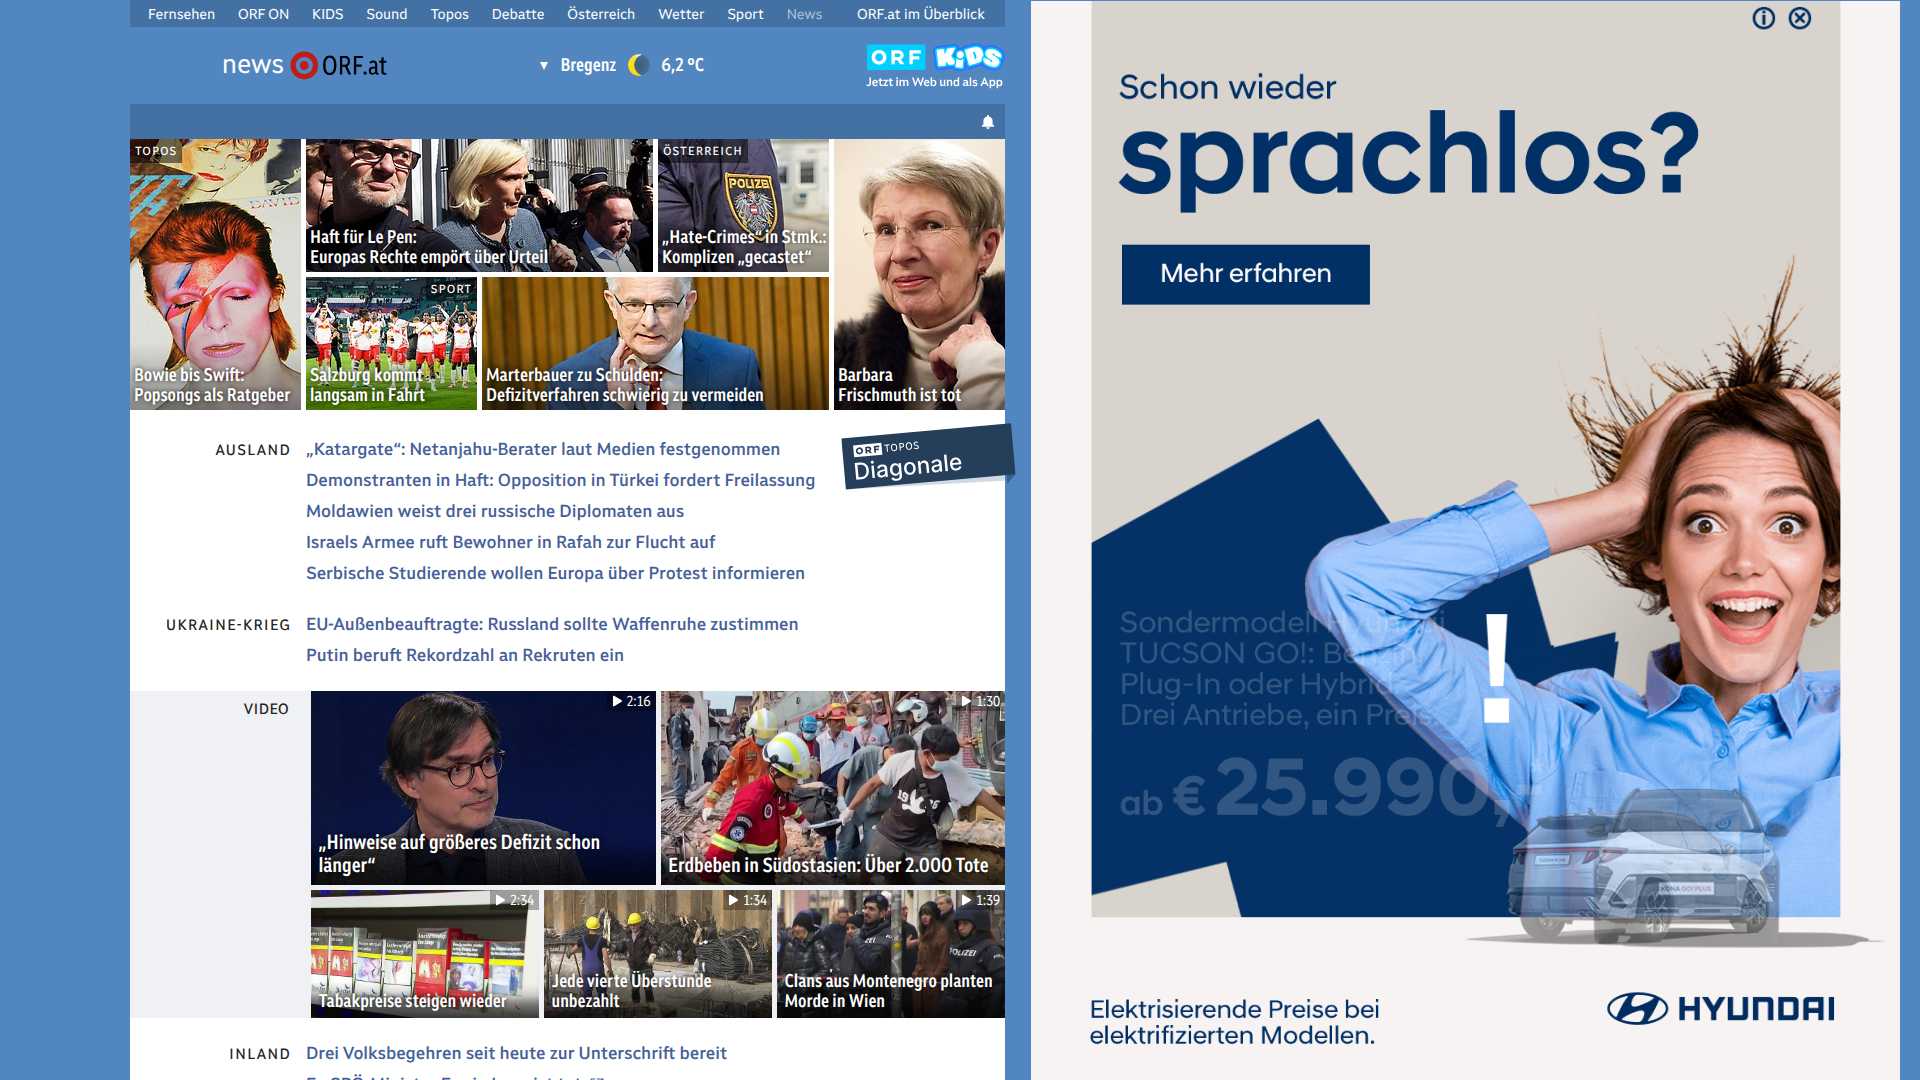 Fernsehen ORF ON KIDS Sound Topos Debatte Österreich Wetter Sport News ORF.at im Überblick
news ORF.at
Bregenz 6,2 °C
ORF KiDS
Jetzt im Web und als App
TOPOS
DAVID
Bowie bis Swift:
Popsongs als Ratgeber
Haft für Le Pen:
Europas Rechte empört über Urteil
ÖSTERREICH
POLIZEI
„Hate-Crimes“ in Stmk.:
Komplizen „gecastet“
SPORT
Salzburg kommt
langsam in Fahrt
Marterbauer zu Schulden:
Defizitverfahren schwierig zu vermeiden
Barbara
Frischmuth ist tot
AUSLAND
„Katargate“: Netanjahu-Berater laut Medien festgenommen
Demonstranten in Haft: Opposition in Türkei fordert Freilassung
Moldawien weist drei russische Diplomaten aus
Israels Armee ruft Bewohner in Rafah zur Flucht auf
Serbische Studierende wollen Europa über Protest informieren
ORF TOPOS
Diagonale
UKRAINE-KRIEG
EU-Außenbeauftragte: Russland sollte Waffenruhe zustimmen
Putin beruft Rekordzahl an Rekruten ein
VIDEO
2:16
„Hinweise auf größeres Defizit schon
länger“
1:30
Erdbeben in Südostasien: Über 2.000 Tote
2:34
Tabakpreise steigen wieder
1:34
Jede vierte Überstunde
unbezahlt
1:39
POLIZEI
Clans aus Montenegro planten
Morde in Wien
INLAND
Drei Volksbegehren seit heute zur Unterschrift bereit
Schon wieder
sprachlos?
Mehr erfahren
Sondermodell Hyundai
TUCSON GO!: Benzin,
Plug-In oder Hybrid.
Drei Antriebe, ein Preis.
!
ab € 25.990,-
KONA GO! PLUS
Elektrisierende Preise bei
elektrifizierten Modellen.
HYUNDAI